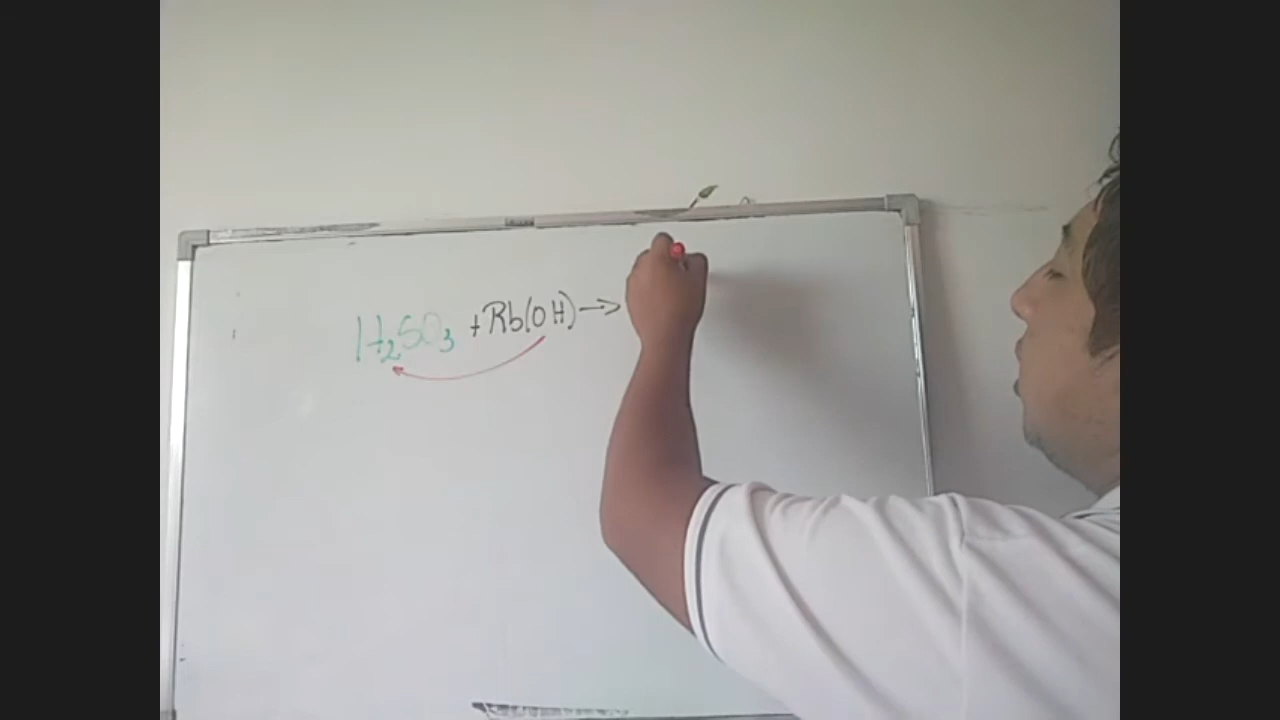 H₂SO₃ + Rb(OH) →